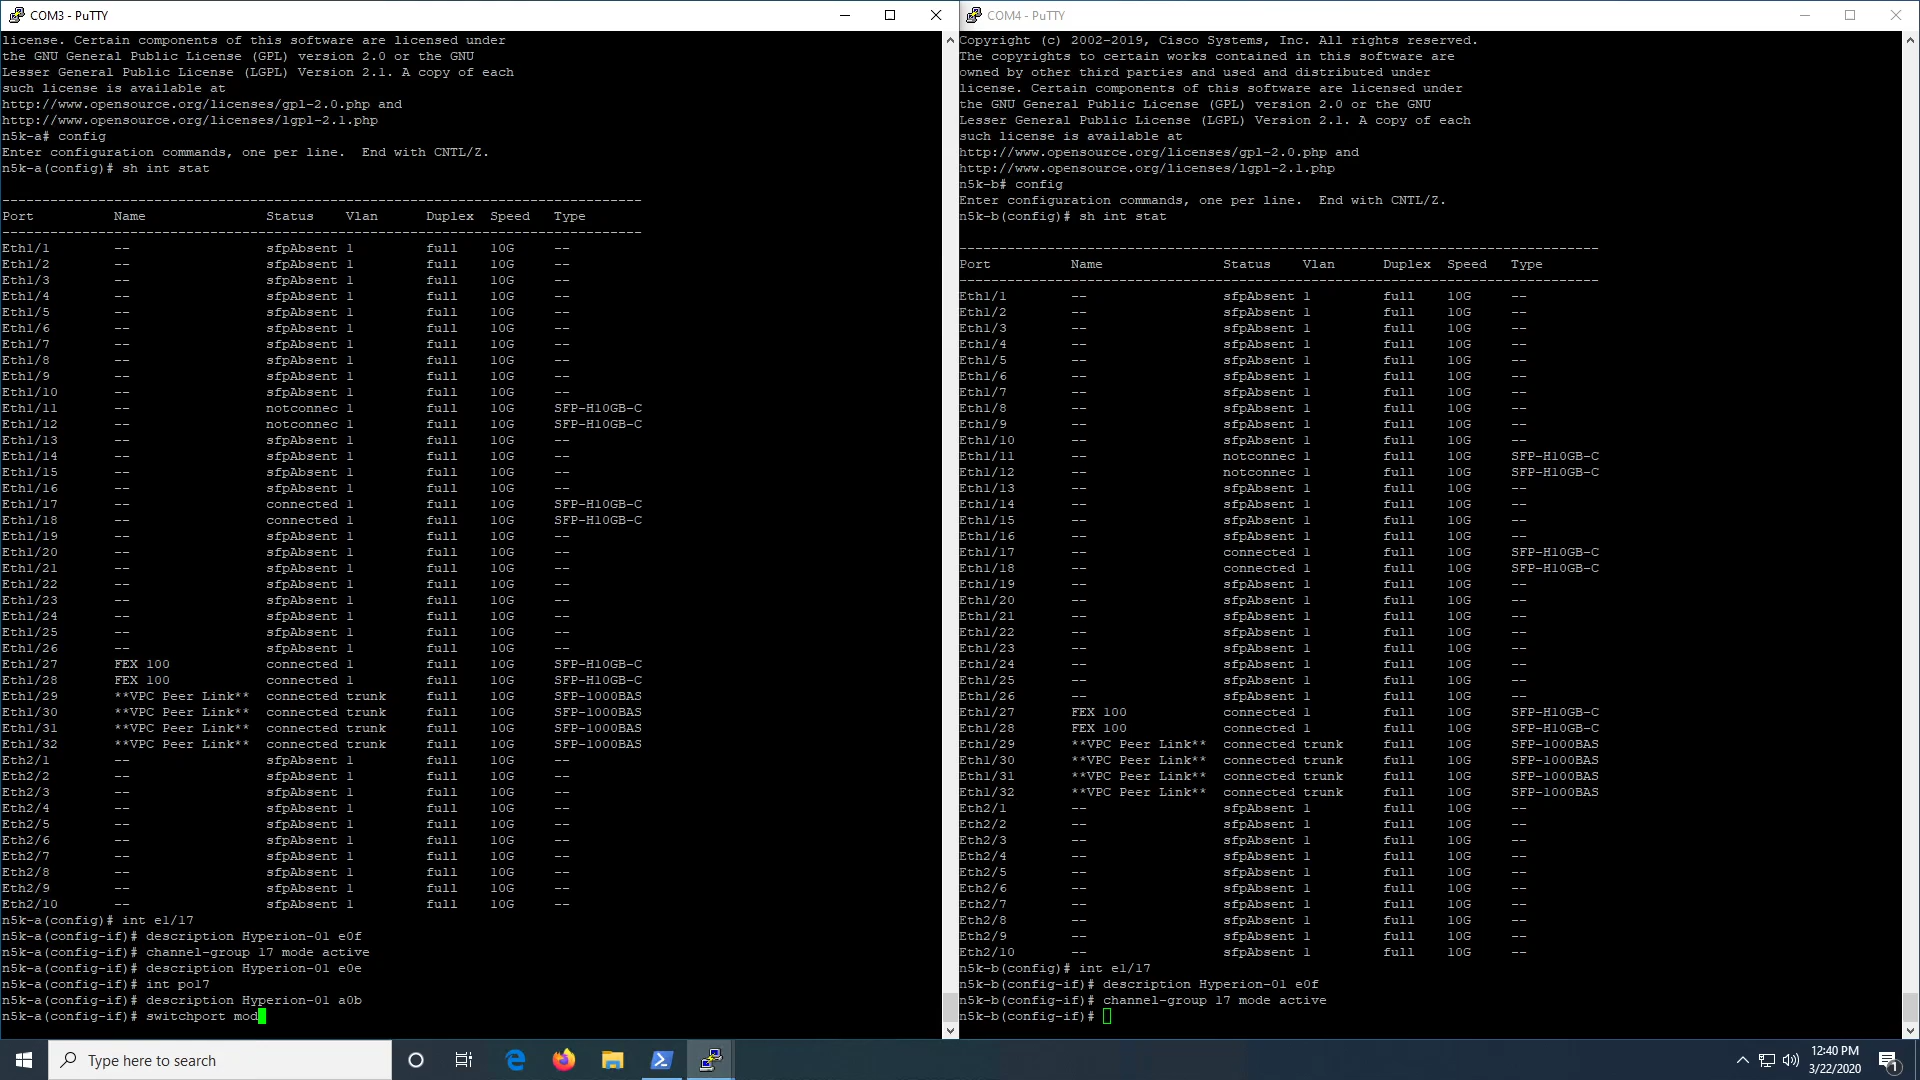 COM3 - PuTTY
license. Certain components of this software are licensed under
the GNU General Public License (GPL) version 2.0 or the GNU
Lesser General Public License (LGPL) Version 2.1. A copy of each
such license is available at
http://www.opensource.org/licenses/gpl-2.0.php and
http://www.opensource.org/licenses/lgpl-2.1.php
n5k-a# config
Enter configuration commands, one per line.  End with CNTL/Z.
n5k-a(config)# sh int stat
--------------------------------------------------------------------------------
Port          Name               Status    Vlan      Duplex  Speed   Type
--------------------------------------------------------------------------------
Eth1/1        --                 sfpAbsent 1         full    10G     --
Eth1/2        --                 sfpAbsent 1         full    10G     --
Eth1/3        --                 sfpAbsent 1         full    10G     --
Eth1/4        --                 sfpAbsent 1         full    10G     --
Eth1/5        --                 sfpAbsent 1         full    10G     --
Eth1/6        --                 sfpAbsent 1         full    10G     --
Eth1/7        --                 sfpAbsent 1         full    10G     --
Eth1/8        --                 sfpAbsent 1         full    10G     --
Eth1/9        --                 sfpAbsent 1         full    10G     --
Eth1/10       --                 sfpAbsent 1         full    10G     --
Eth1/11       --                 notconnec 1         full    10G     SFP-H10GB-C
Eth1/12       --                 notconnec 1         full    10G     SFP-H10GB-C
Eth1/13       --                 sfpAbsent 1         full    10G     --
Eth1/14       --                 sfpAbsent 1         full    10G     --
Eth1/15       --                 sfpAbsent 1         full    10G     --
Eth1/16       --                 sfpAbsent 1         full    10G     --
Eth1/17       --                 connected 1         full    10G     SFP-H10GB-C
Eth1/18       --                 connected 1         full    10G     SFP-H10GB-C
Eth1/19       --                 sfpAbsent 1         full    10G     --
Eth1/20       --                 sfpAbsent 1         full    10G     --
Eth1/21       --                 sfpAbsent 1         full    10G     --
Eth1/22       --                 sfpAbsent 1         full    10G     --
Eth1/23       --                 sfpAbsent 1         full    10G     --
Eth1/24       --                 sfpAbsent 1         full    10G     --
Eth1/25       --                 sfpAbsent 1         full    10G     --
Eth1/26       --                 sfpAbsent 1         full    10G     --
Eth1/27       FEX 100            connected 1         full    10G     SFP-H10GB-C
Eth1/28       FEX 100            connected 1         full    10G     SFP-H10GB-C
Eth1/29       **VPC Peer Link**  connected trunk     full    10G     SFP-1000BAS
Eth1/30       **VPC Peer Link**  connected trunk     full    10G     SFP-1000BAS
Eth1/31       **VPC Peer Link**  connected trunk     full    10G     SFP-1000BAS
Eth1/32       **VPC Peer Link**  connected trunk     full    10G     SFP-1000BAS
Eth2/1        --                 sfpAbsent 1         full    10G     --
Eth2/2        --                 sfpAbsent 1         full    10G     --
Eth2/3        --                 sfpAbsent 1         full    10G     --
Eth2/4        --                 sfpAbsent 1         full    10G     --
Eth2/5        --                 sfpAbsent 1         full    10G     --
Eth2/6        --                 sfpAbsent 1         full    10G     --
Eth2/7        --                 sfpAbsent 1         full    10G     --
Eth2/8        --                 sfpAbsent 1         full    10G     --
Eth2/9        --                 sfpAbsent 1         full    10G     --
Eth2/10       --                 sfpAbsent 1         full    10G     --
n5k-a(config)# int e1/17
n5k-a(config-if)# description Hyperion-01 e0f
n5k-a(config-if)# channel-group 17 mode active
n5k-a(config-if)# description Hyperion-01 e0e
n5k-a(config-if)# int po17
n5k-a(config-if)# description Hyperion-01 a0b
n5k-a(config-if)# switchport mod
COM4 - PuTTY
Copyright (c) 2002-2019, Cisco Systems, Inc. All rights reserved.
The copyrights to certain works contained in this software are
owned by other third parties and used and distributed under
license. Certain components of this software are licensed under
the GNU General Public License (GPL) version 2.0 or the GNU
Lesser General Public License (LGPL) Version 2.1. A copy of each
such license is available at
http://www.opensource.org/licenses/gpl-2.0.php and
http://www.opensource.org/licenses/lgpl-2.1.php
n5k-b# config
Enter configuration commands, one per line.  End with CNTL/Z.
n5k-b(config)# sh int stat
--------------------------------------------------------------------------------
Port          Name               Status    Vlan      Duplex  Speed   Type
--------------------------------------------------------------------------------
Eth1/1        --                 sfpAbsent 1         full    10G     --
Eth1/2        --                 sfpAbsent 1         full    10G     --
Eth1/3        --                 sfpAbsent 1         full    10G     --
Eth1/4        --                 sfpAbsent 1         full    10G     --
Eth1/5        --                 sfpAbsent 1         full    10G     --
Eth1/6        --                 sfpAbsent 1         full    10G     --
Eth1/7        --                 sfpAbsent 1         full    10G     --
Eth1/8        --                 sfpAbsent 1         full    10G     --
Eth1/9        --                 sfpAbsent 1         full    10G     --
Eth1/10       --                 sfpAbsent 1         full    10G     --
Eth1/11       --                 notconnec 1         full    10G     SFP-H10GB-C
Eth1/12       --                 notconnec 1         full    10G     SFP-H10GB-C
Eth1/13       --                 sfpAbsent 1         full    10G     --
Eth1/14       --                 sfpAbsent 1         full    10G     --
Eth1/15       --                 sfpAbsent 1         full    10G     --
Eth1/16       --                 sfpAbsent 1         full    10G     --
Eth1/17       --                 connected 1         full    10G     SFP-H10GB-C
Eth1/18       --                 connected 1         full    10G     SFP-H10GB-C
Eth1/19       --                 sfpAbsent 1         full    10G     --
Eth1/20       --                 sfpAbsent 1         full    10G     --
Eth1/21       --                 sfpAbsent 1         full    10G     --
Eth1/22       --                 sfpAbsent 1         full    10G     --
Eth1/23       --                 sfpAbsent 1         full    10G     --
Eth1/24       --                 sfpAbsent 1         full    10G     --
Eth1/25       --                 sfpAbsent 1         full    10G     --
Eth1/26       --                 sfpAbsent 1         full    10G     --
Eth1/27       FEX 100            connected 1         full    10G     SFP-H10GB-C
Eth1/28       FEX 100            connected 1         full    10G     SFP-H10GB-C
Eth1/29       **VPC Peer Link**  connected trunk     full    10G     SFP-1000BAS
Eth1/30       **VPC Peer Link**  connected trunk     full    10G     SFP-1000BAS
Eth1/31       **VPC Peer Link**  connected trunk     full    10G     SFP-1000BAS
Eth1/32       **VPC Peer Link**  connected trunk     full    10G     SFP-1000BAS
Eth2/1        --                 sfpAbsent 1         full    10G     --
Eth2/2        --                 sfpAbsent 1         full    10G     --
Eth2/3        --                 sfpAbsent 1         full    10G     --
Eth2/4        --                 sfpAbsent 1         full    10G     --
Eth2/5        --                 sfpAbsent 1         full    10G     --
Eth2/6        --                 sfpAbsent 1         full    10G     --
Eth2/7        --                 sfpAbsent 1         full    10G     --
Eth2/8        --                 sfpAbsent 1         full    10G     --
Eth2/9        --                 sfpAbsent 1         full    10G     --
Eth2/10       --                 sfpAbsent 1         full    10G     --
n5k-b(config)# int e1/17
n5k-b(config-if)# description Hyperion-01 e0f
n5k-b(config-if)# channel-group 17 mode active
n5k-b(config-if)#
Type here to search
12:40 PM
3/22/2020
1